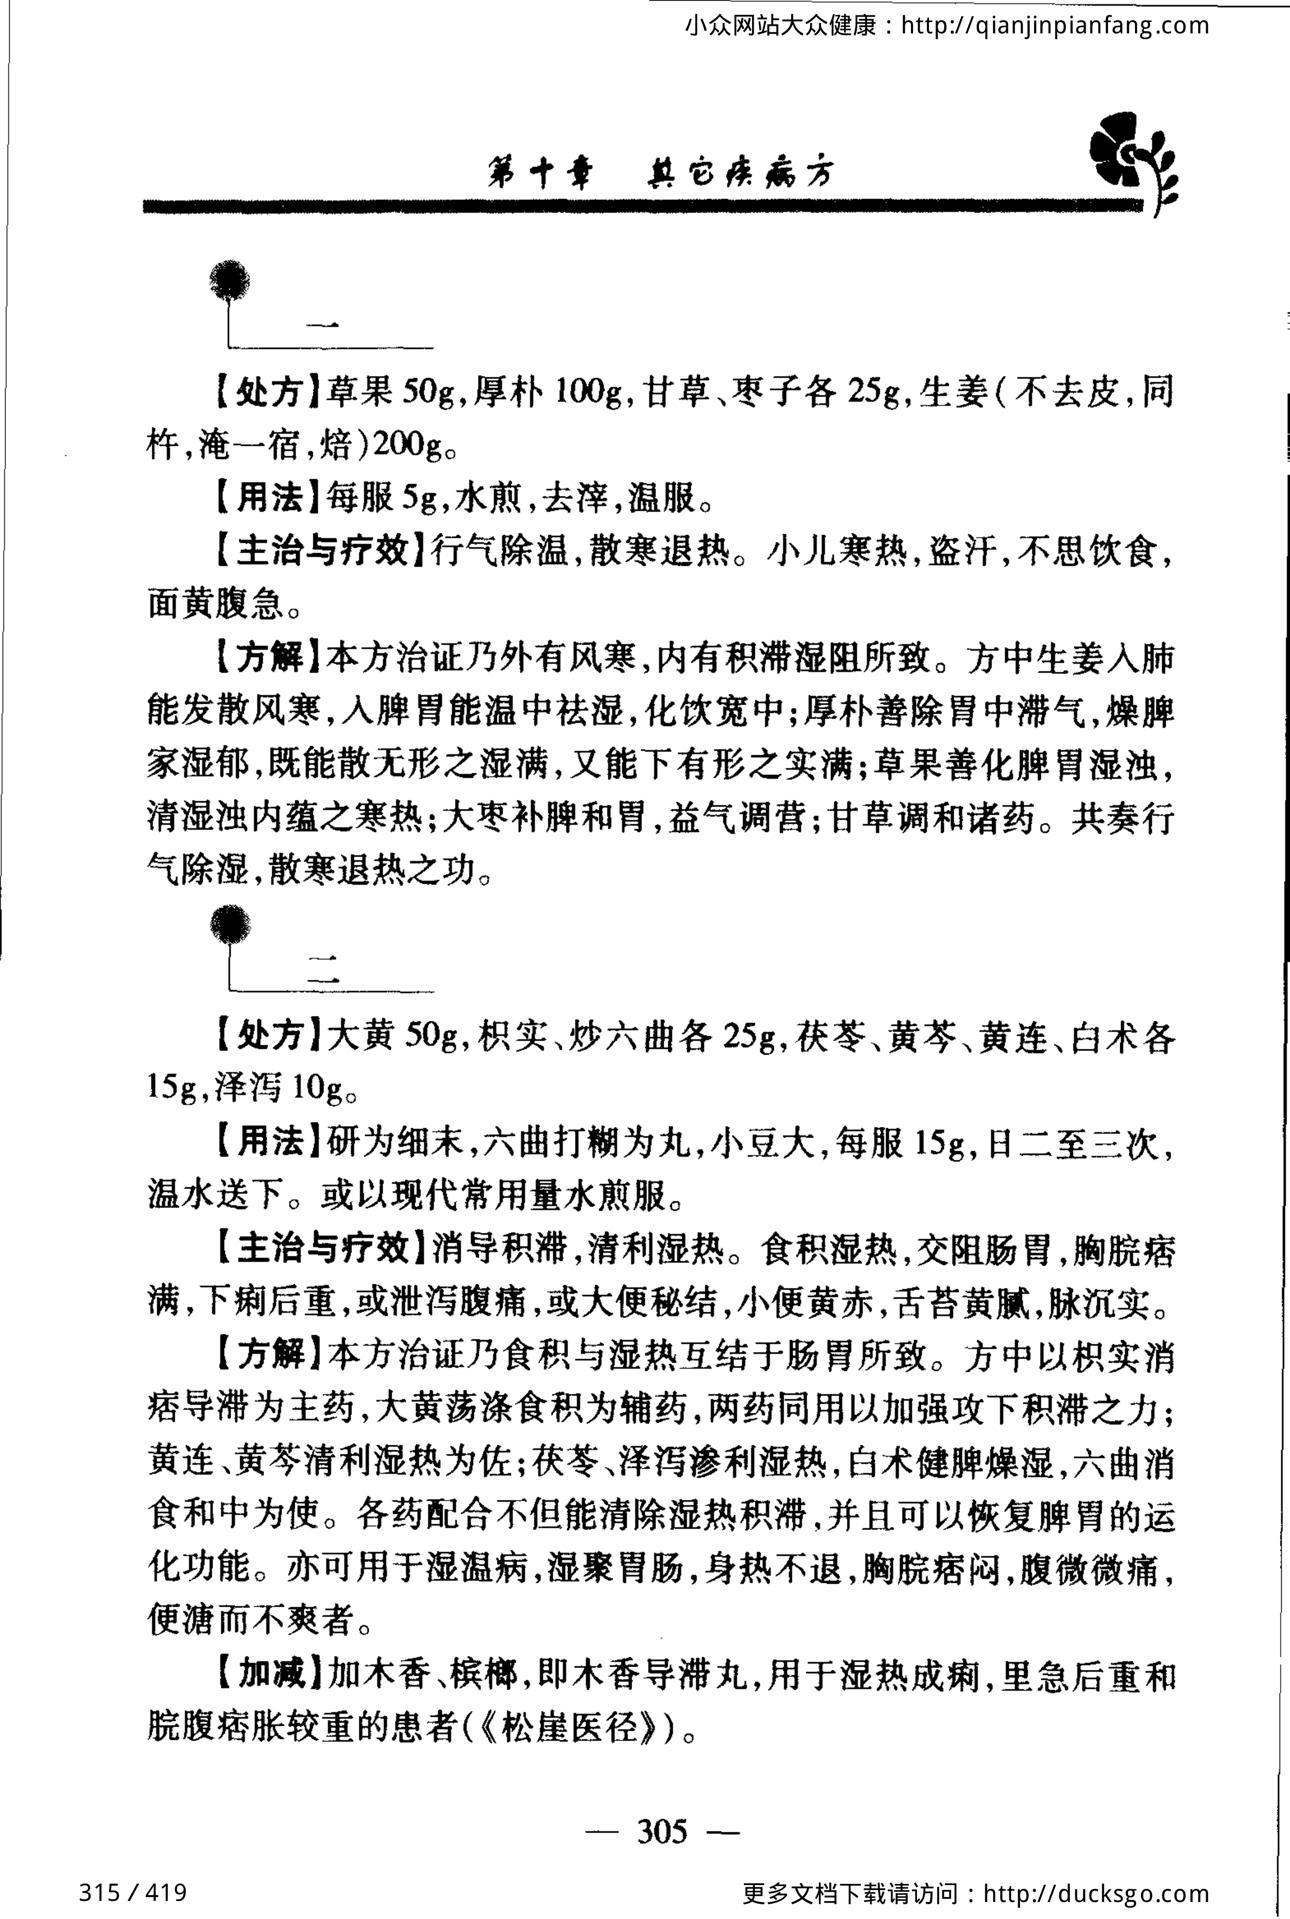 小众网站大众健康：http://qianjinpianfang.com
第十章 其它疾病方
一
【处方】草果 50g,厚朴 100g,甘草、枣子各 25g,生姜(不去皮,同
杵,淹一宿,焙)200g。
【用法】每服 5g,水煎,去滓,温服。
【主治与疗效】行气除温,散寒退热。小儿寒热,盗汗,不思饮食,
面黄腹急。
【方解】本方治证乃外有风寒,内有积滞湿阻所致。方中生姜入肺
能发散风寒,入脾胃能温中祛湿,化饮宽中;厚朴善除胃中滞气,燥脾
家湿郁,既能散无形之湿满,又能下有形之实满;草果善化脾胃湿浊,
清湿浊内蕴之寒热;大枣补脾和胃,益气调营;甘草调和诸药。共奏行
气除湿,散寒退热之功。
二
【处方】大黄 50g,枳实、炒六曲各 25g,茯苓、黄芩、黄连、白术各
15g,泽泻 10g。
【用法】研为细末,六曲打糊为丸,小豆大,每服 15g,日二至三次,
温水送下。或以现代常用量水煎服。
【主治与疗效】消导积滞,清利湿热。食积湿热,交阻肠胃,胸脘痞
满,下痢后重,或泄泻腹痛,或大便秘结,小便黄赤,舌苔黄腻,脉沉实。
【方解】本方治证乃食积与湿热互结于肠胃所致。方中以枳实消
痞导滞为主药,大黄荡涤食积为辅药,两药同用以加强攻下积滞之力;
黄连、黄芩清利湿热为佐;茯苓、泽泻渗利湿热,白术健脾燥湿,六曲消
食和中为使。各药配合不但能清除湿热积滞,并且可以恢复脾胃的运
化功能。亦可用于湿温病,湿聚胃肠,身热不退,胸脘痞闷,腹微微痛,
便溏而不爽者。
【加减】加木香、槟榔,即木香导滞丸,用于湿热成痢,里急后重和
脘腹痞胀较重的患者(《松崖医径》)。
— 305 —
315 / 419
更多文档下载请访问：http://ducksgo.com